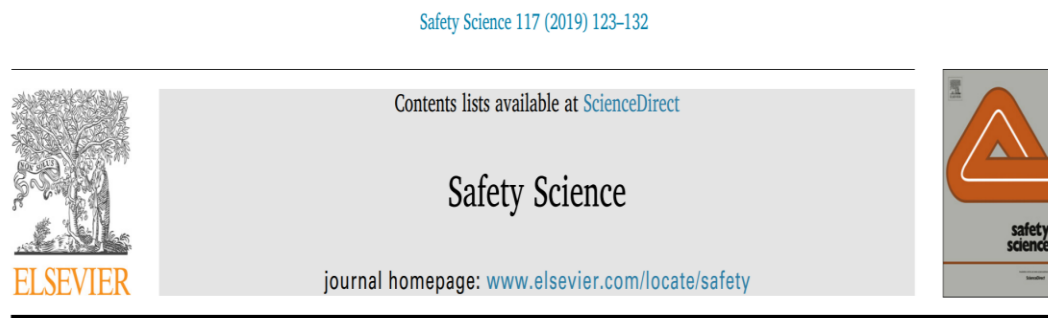 Safety Science 117 (2019) 123–132
Contents lists available at ScienceDirect
Safety Science
journal homepage: www.elsevier.com/locate/safety
ELSEVIER
safety
science